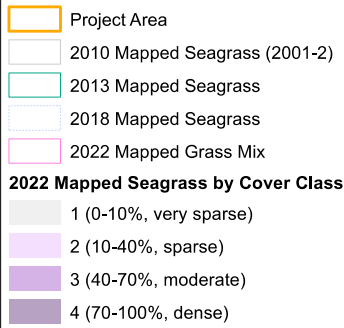 Project Area
2010 Mapped Seagrass (2001-2)
2013 Mapped Seagrass
2018 Mapped Seagrass
2022 Mapped Grass Mix
2022 Mapped Seagrass by Cover Class
1 (0-10%, very sparse)
2 (10-40%, sparse)
3 (40-70%, moderate)
4 (70-100%, dense)